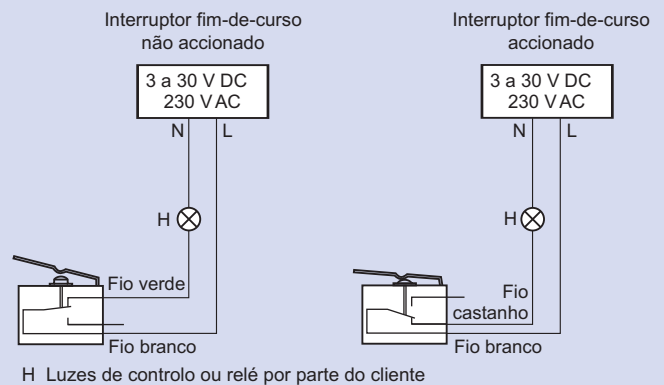 Interruptor fim-de-curso
não accionado
3 a 30 V DC
230 V AC
N L
H
Fio verde
Fio branco
Interruptor fim-de-curso
accionado
3 a 30 V DC
230 V AC
N L
H
Fio
castanho
Fio branco
H Luzes de controlo ou relé por parte do cliente